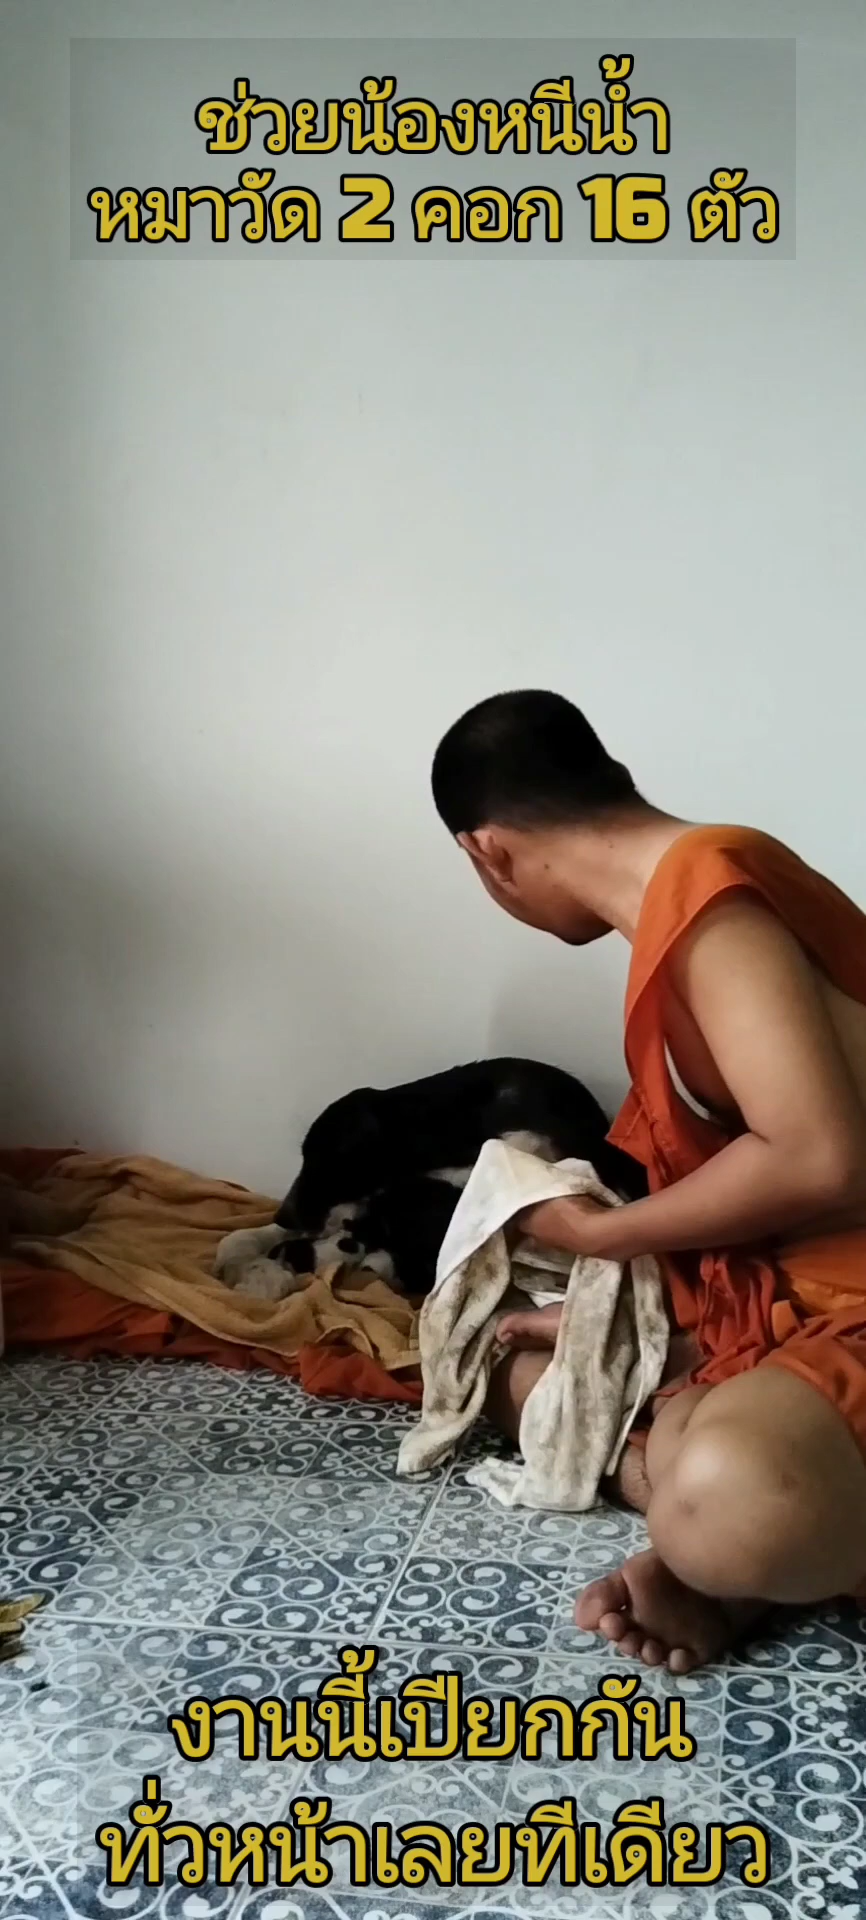 ช่วยน้องหนีน้ำ
หมาวัด 2 คอก 16 ตัว
งานนี้เปียกกัน
ทั่วหน้าเลยทีเดียว